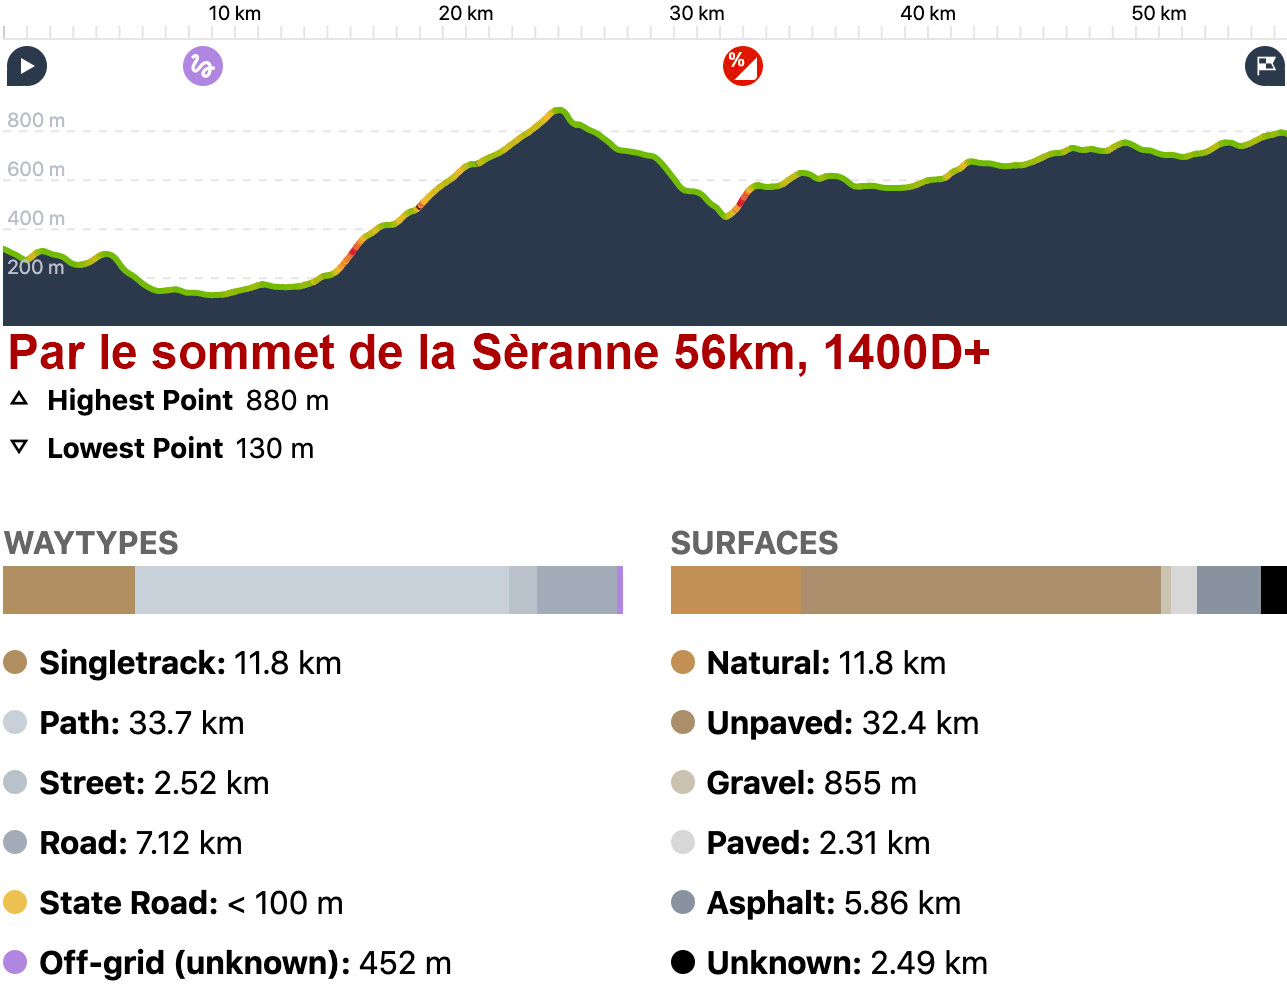 10 km 20 km 30 km 40 km 50 km
%
800 m
600 m
400 m
200 m
Par le sommet de la Sèranne 56km, 1400D+
Highest Point 880 m
Lowest Point 130 m
WAYTYPES
Singletrack: 11.8 km
Path: 33.7 km
Street: 2.52 km
Road: 7.12 km
State Road: < 100 m
Off-grid (unknown): 452 m
SURFACES
Natural: 11.8 km
Unpaved: 32.4 km
Gravel: 855 m
Paved: 2.31 km
Asphalt: 5.86 km
Unknown: 2.49 km